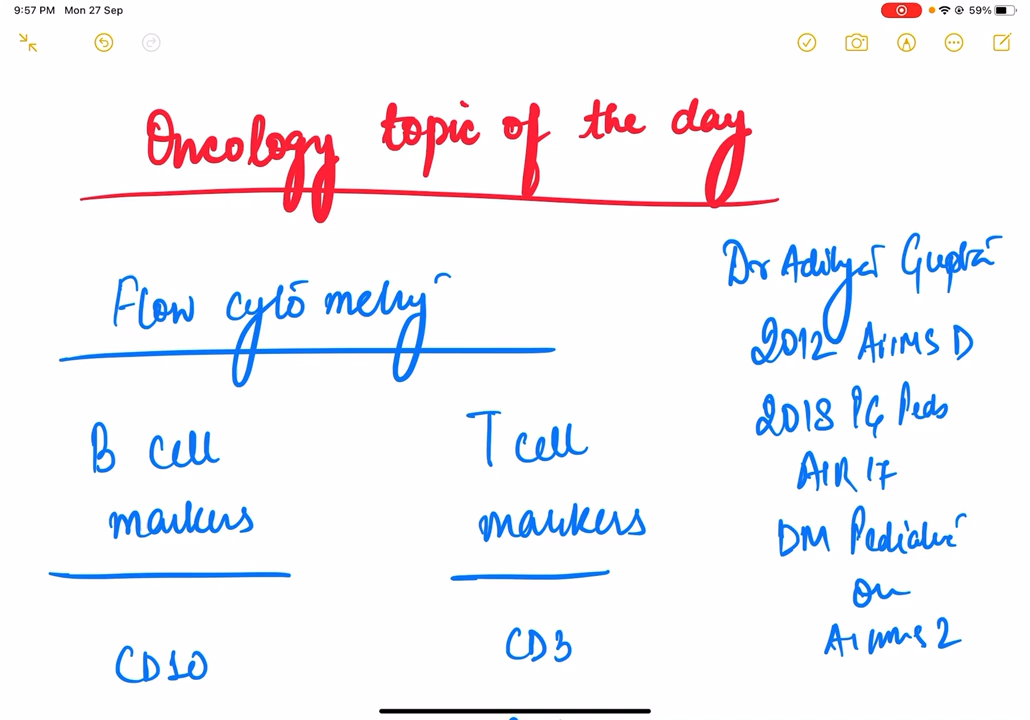 9:57 PM Mon 27 Sep
59%
Oncology topic of the day
Flow cytometry
B cell
markers
CD10
T cell
markers
CD3
Dr Aditya Gupta
2012 AIIMS D
2018 PG Peds
AIR 17
DM Pediatric
On
AIIMS 2